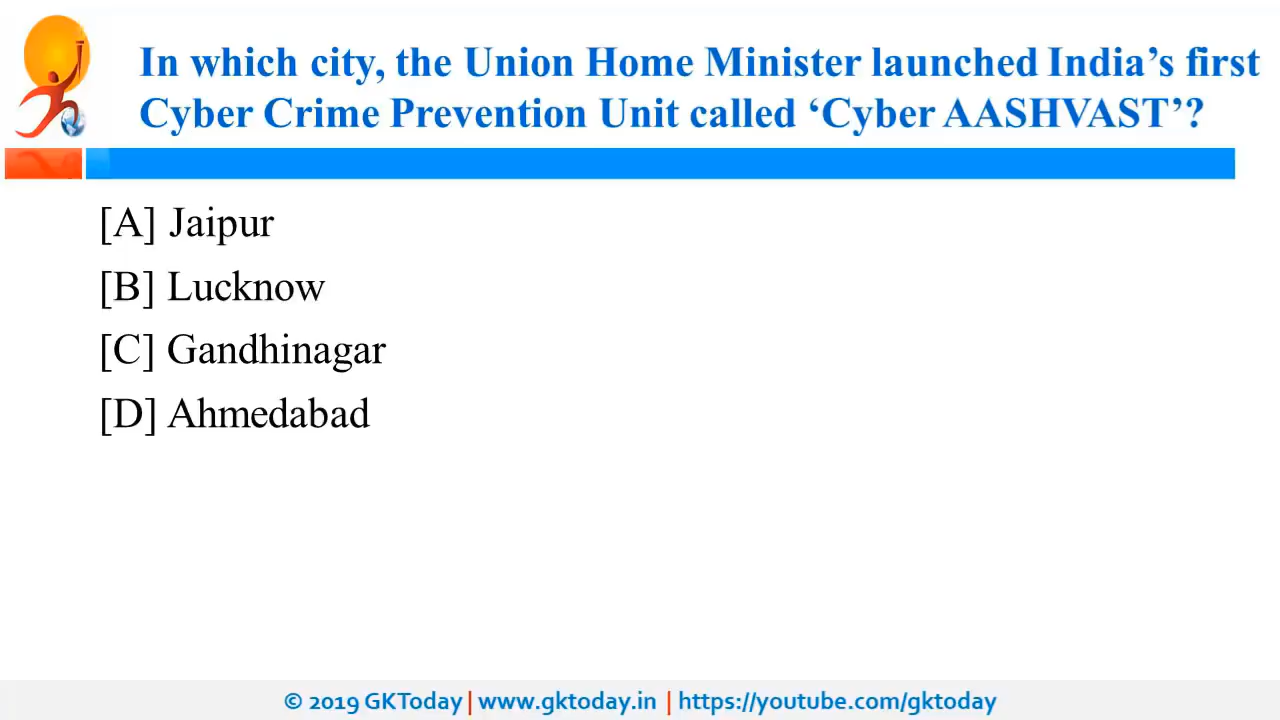 In which city, the Union Home Minister launched India’s first
Cyber Crime Prevention Unit called ‘Cyber AASHVAST’?
[A] Jaipur
[B] Lucknow
[C] Gandhinagar
[D] Ahmedabad
© 2019 GKToday | www.gktoday.in | https://youtube.com/gktoday